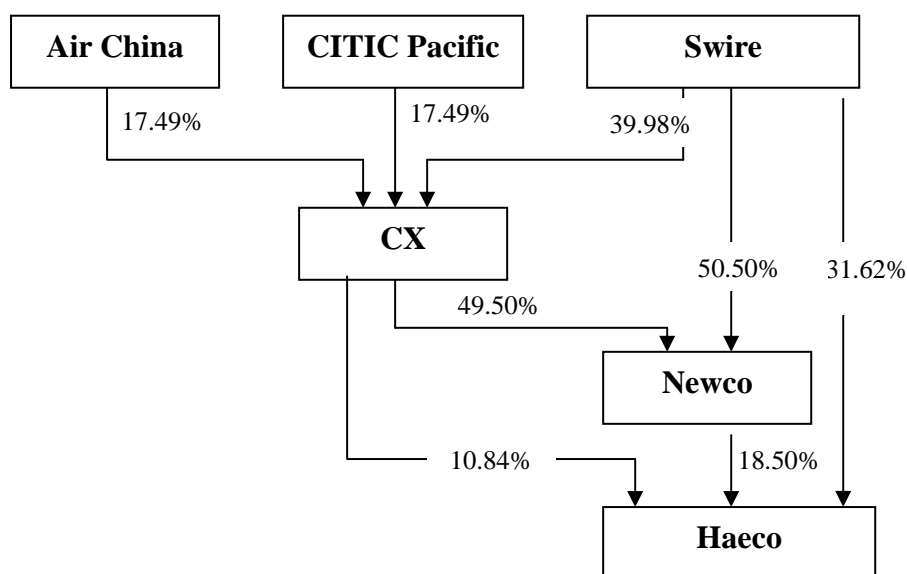 Air China
CITIC Pacific
Swire
17.49%
17.49%
39.98%
CX
50.50%
31.62%
49.50%
Newco
10.84%
18.50%
Haeco